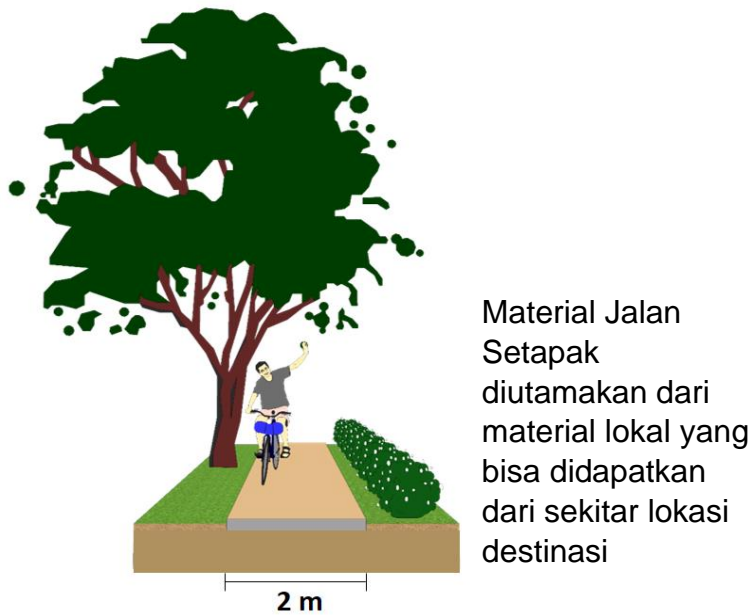 Material Jalan
Setapak
diutamakan dari
material lokal yang
bisa didapatkan
dari sekitar lokasi
destinasi
2 m